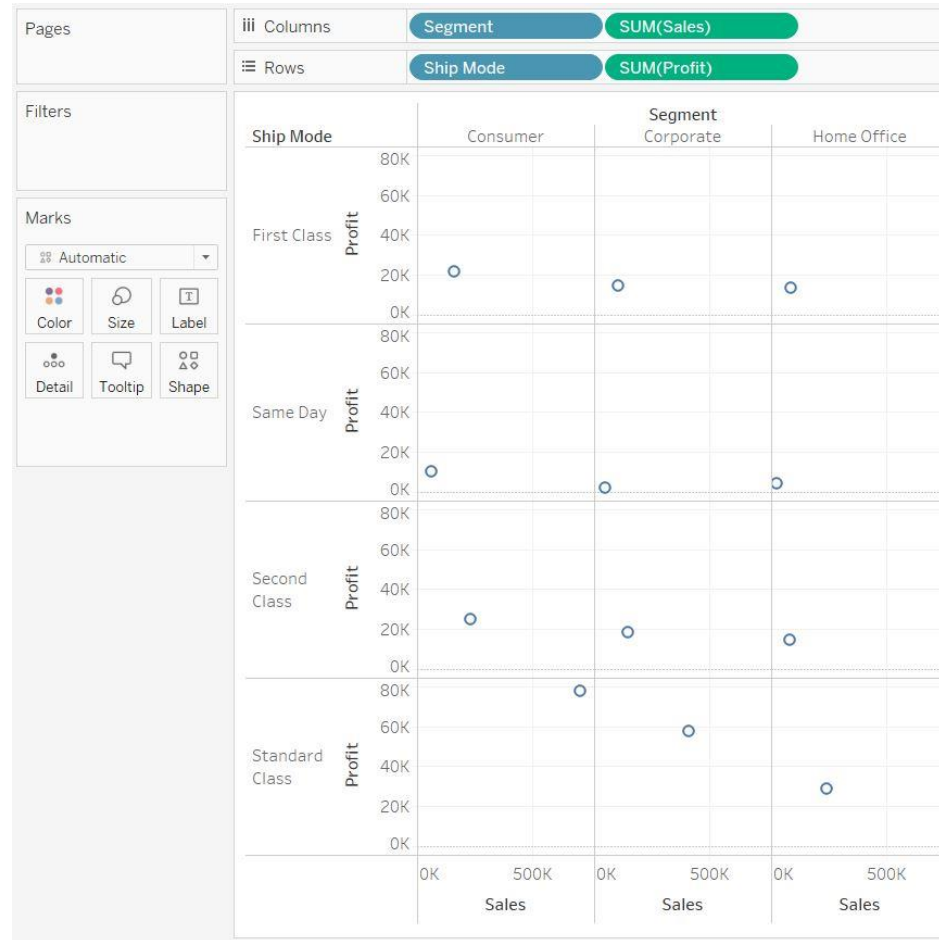 Pages
Columns Segment SUM(Sales)
Rows Ship Mode SUM(Profit)
Filters
Marks
Automatic
Color Size Label
Detail Tooltip Shape
Segment
Ship Mode Consumer Corporate Home Office
80K
60K
First Class Profit 40K
20K
0K
80K
60K
Same Day Profit 40K
20K
0K
80K
60K
Second
Class Profit 40K
20K
0K
80K
60K
Standard
Class Profit 40K
20K
0K
0K 500K 0K 500K 0K 500K
Sales Sales Sales